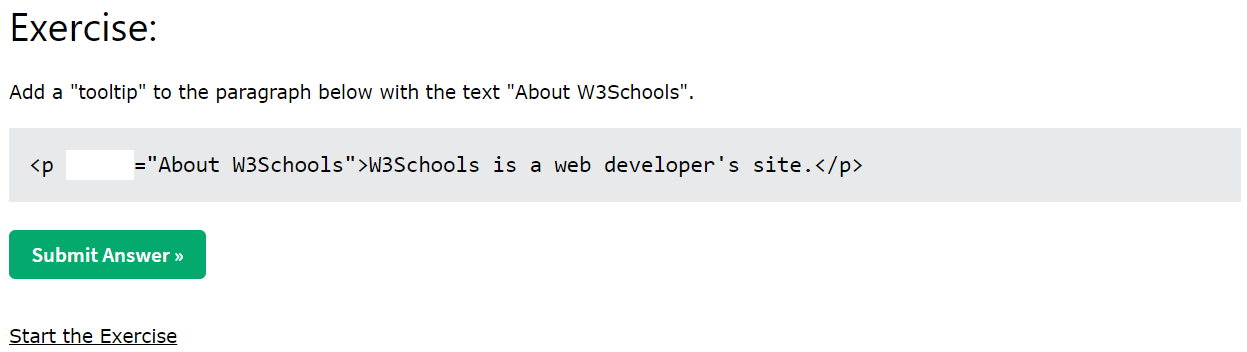 Exercise:
Add a "tooltip" to the paragraph below with the text "About W3Schools".
<p ="About W3Schools">W3Schools is a web developer's site.</p>
Submit Answer »
Start the Exercise